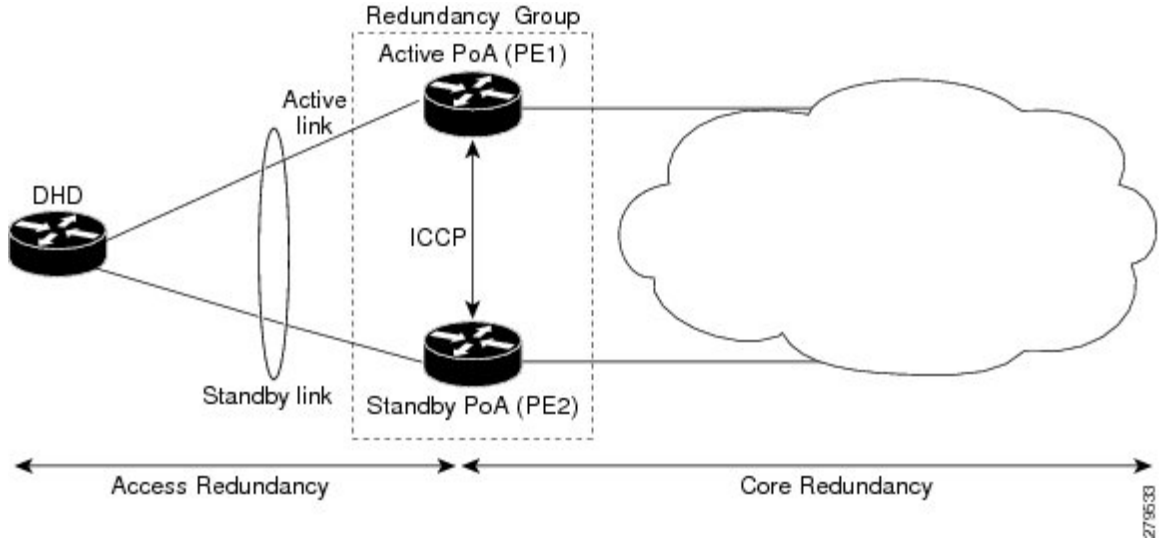 Redundancy Group
Active PoA (PE1)
Active
link
DHD
ICCP
Standby link
Standby PoA (PE2)
Access Redundancy
Core Redundancy
279533